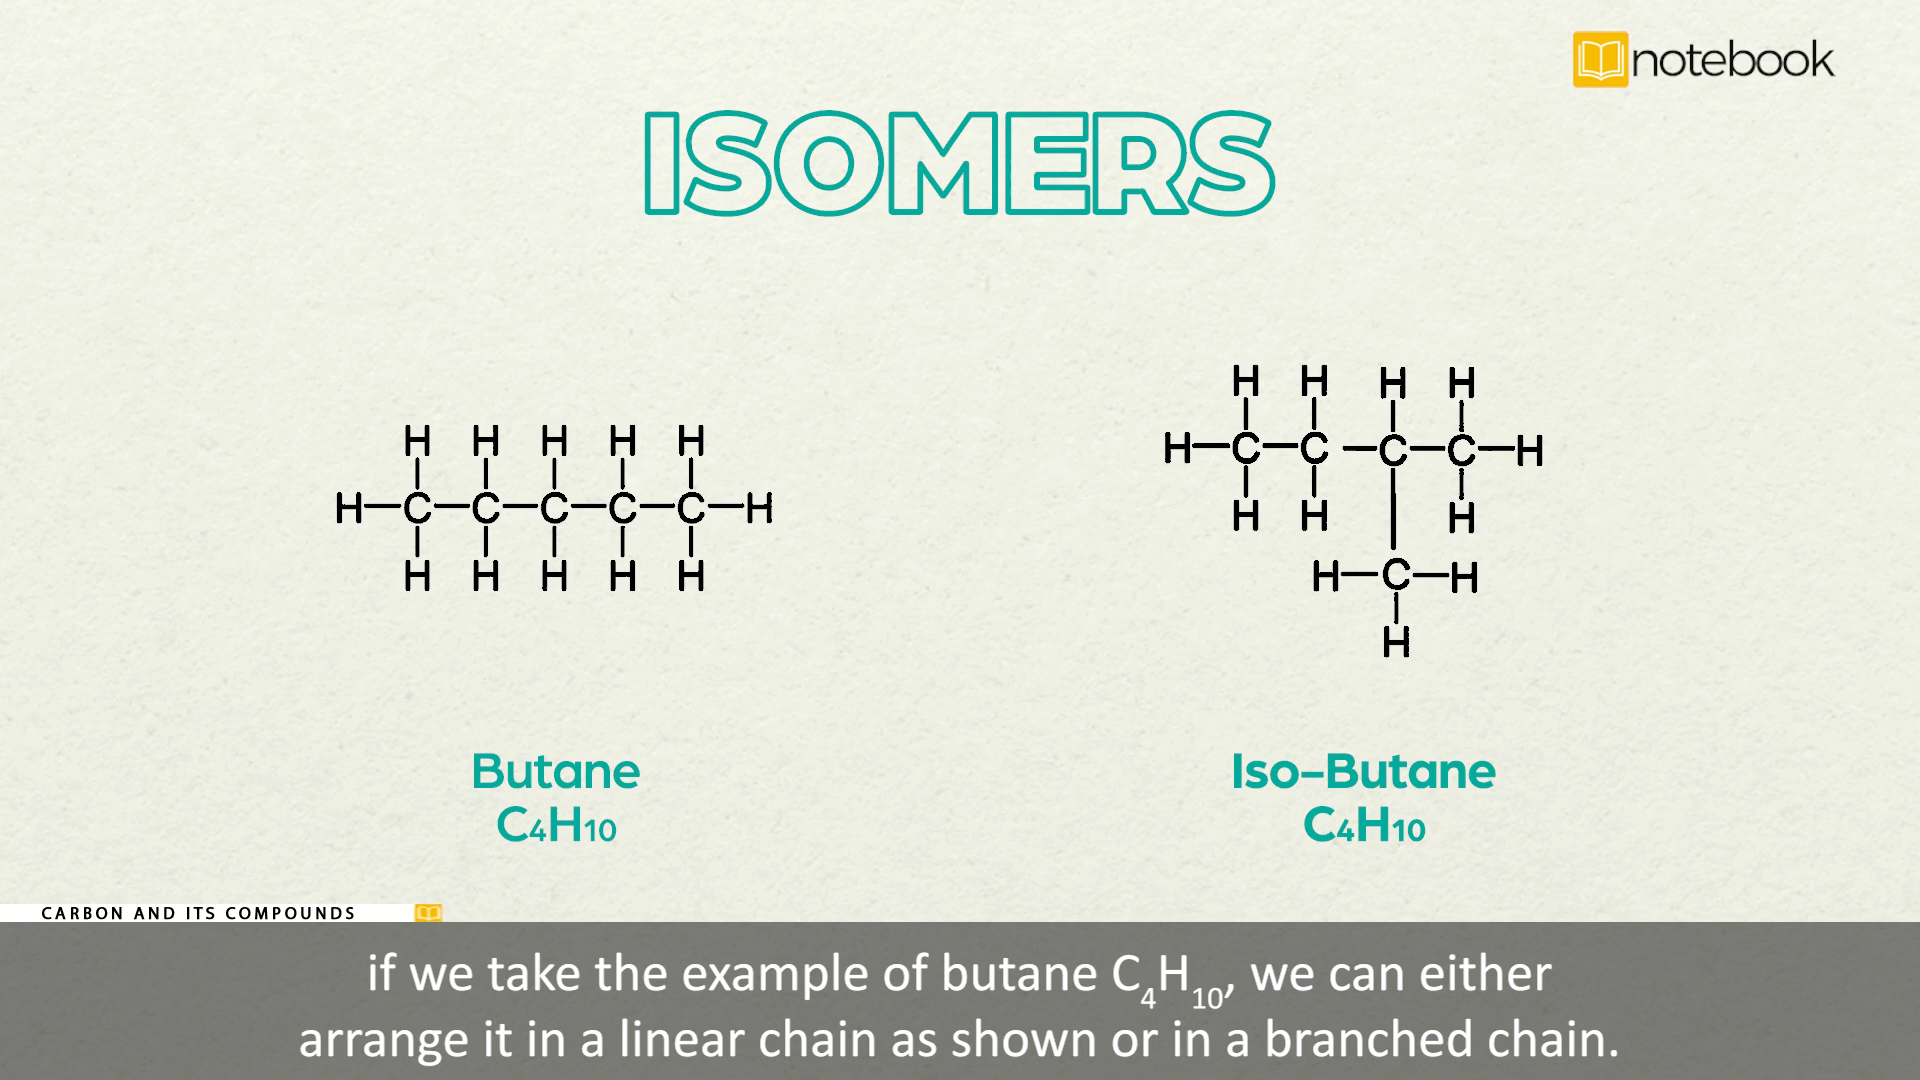 notebook
ISOMERS
H H H H H
H—C—C—C—C—C—H
H H H H H
H H H H
H—C—C—C—C—H
H H H
H—C—H
H
Butane
C₄H₁₀
Iso-Butane
C₄H₁₀
CARBON AND ITS COMPOUNDS
if we take the example of butane C₄H₁₀, we can either
arrange it in a linear chain as shown or in a branched chain.